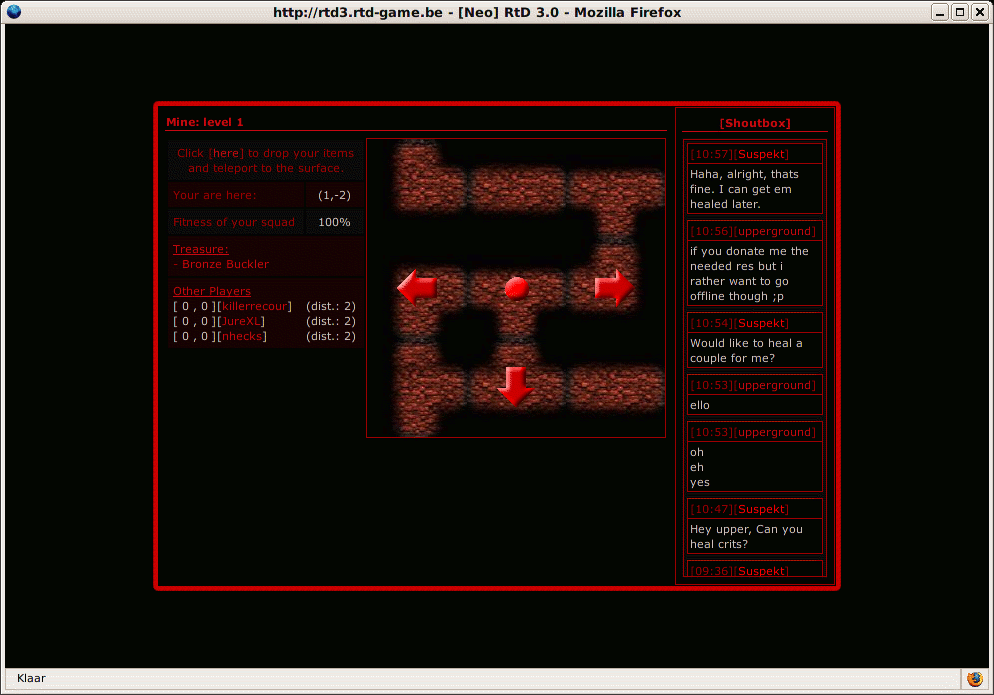 http://rtd3.rtd-game.be - [Neo] RtD 3.0 - Mozilla Firefox
Mine: level 1
Click [here] to drop your items
and teleport to the surface.
Your are here: (1,-2)
Fitness of your squad 100%
Treasure:
- Bronze Buckler
Other Players
[ 0 , 0 ][killerrecour] (dist.: 2)
[ 0 , 0 ][JureXL] (dist.: 2)
[ 0 , 0 ][nhecks] (dist.: 2)
[Shoutbox]
[10:57][Suspekt]
Haha, alright, thats
fine. I can get em
healed later.
[10:56][upperground]
if you donate me the
needed res but i
rather want to go
offline though ;p
[10:54][Suspekt]
Would like to heal a
couple for me?
[10:53][upperground]
ello
[10:53][upperground]
oh
eh
yes
[10:47][Suspekt]
Hey upper, Can you
heal crits?
[09:36][Suspekt]
Klaar